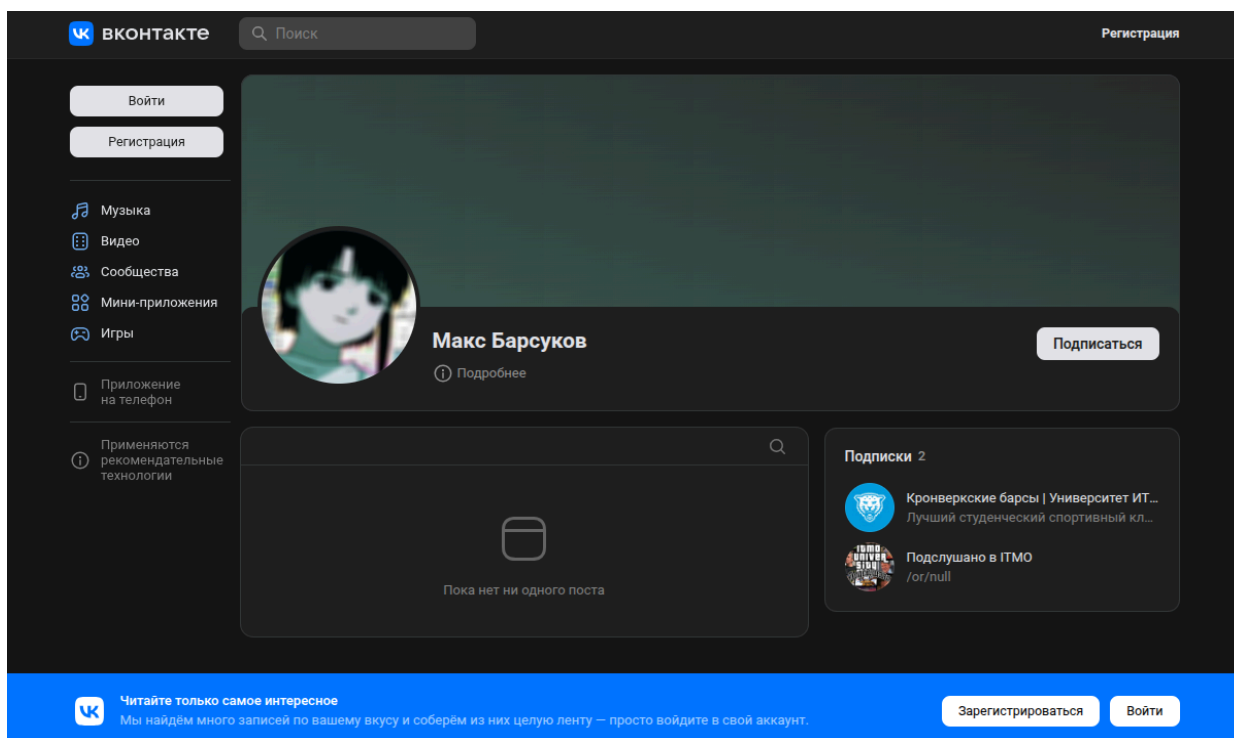 вконтакте
Поиск
Регистрация
Войти
Регистрация
Музыка
Видео
Сообщества
Мини-приложения
Игры
Приложение
на телефон
Применяются
рекомендательные
технологии
Макс Барсуков
Подробнее
Подписаться
Пока нет ни одного поста
Подписки 2
Кронверкские барсы | Университет ИТ...
Лучший студенческий спортивный кл...
ITMO
UNIVER
SITY
Подслушано в ITMO
/or/null
Читайте только самое интересное
Мы найдём много записей по вашему вкусу и соберём из них целую ленту — просто войдите в свой аккаунт.
Зарегистрироваться
Войти